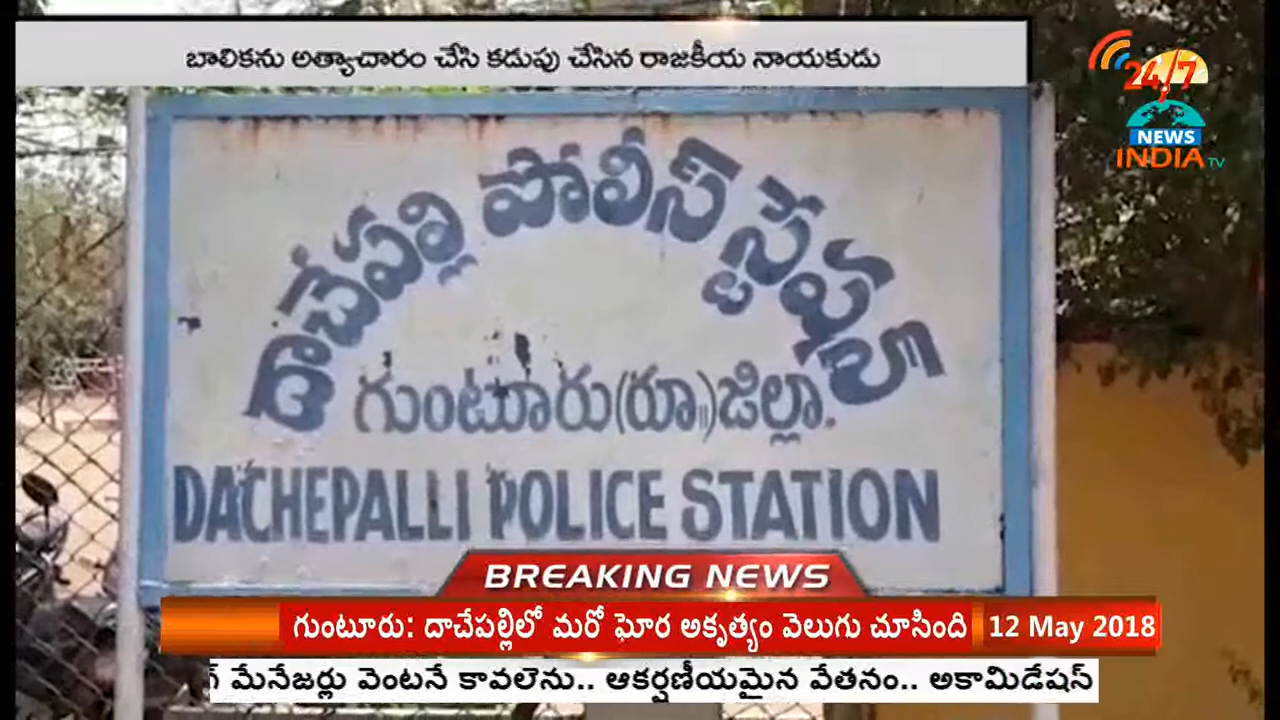 బాలికను అత్యాచారం చేసి కడుపు చేసిన రాజకీయ నాయకుడు
24/7
NEWS
INDIA TV
దాచేపల్లి పోలీస్ స్టేషన్
గుంటూరు(రూ||)జిల్లా.
DACHEPALLI POLICE STATION
BREAKING NEWS
గుంటూరు: దాచేపల్లిలో మరో ఘోర అకృత్యం వెలుగు చూసింది
12 May 2018
మేనేజర్లు వెంటనే కావలెను.. ఆకర్షణీయమైన వేతనం.. అకామిడేషన్